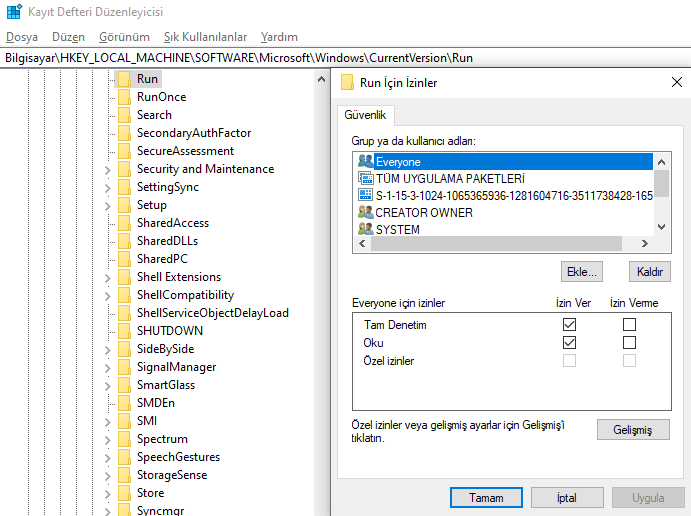 Kayıt Defteri Düzenleyicisi
Dosya Düzen Görünüm Sık Kullanılanlar Yardım
Bilgisayar\HKEY_LOCAL_MACHINE\SOFTWARE\Microsoft\Windows\CurrentVersion\Run
Run
RunOnce
Search
SecondaryAuthFactor
SecureAssessment
Security and Maintenance
SettingSync
Setup
SharedAccess
SharedDLLs
SharedPC
Shell Extensions
ShellCompatibility
ShellServiceObjectDelayLoad
SHUTDOWN
SideBySide
SignalManager
SmartGlass
SMDEn
SMI
Spectrum
SpeechGestures
StorageSense
Store
Syncmgr
Run İçin İzinler
Güvenlik
Grup ya da kullanıcı adları:
Everyone
TÜM UYGULAMA PAKETLERİ
S-1-15-3-1024-1065365936-1281604716-3511738428-165
CREATOR OWNER
SYSTEM
Ekle... Kaldır
Everyone için izinler İzin Ver İzin Verme
Tam Denetim
Oku
Özel izinler
Özel izinler veya gelişmiş ayarlar için Gelişmiş'i
tıklatın.
Gelişmiş
Tamam İptal Uygula